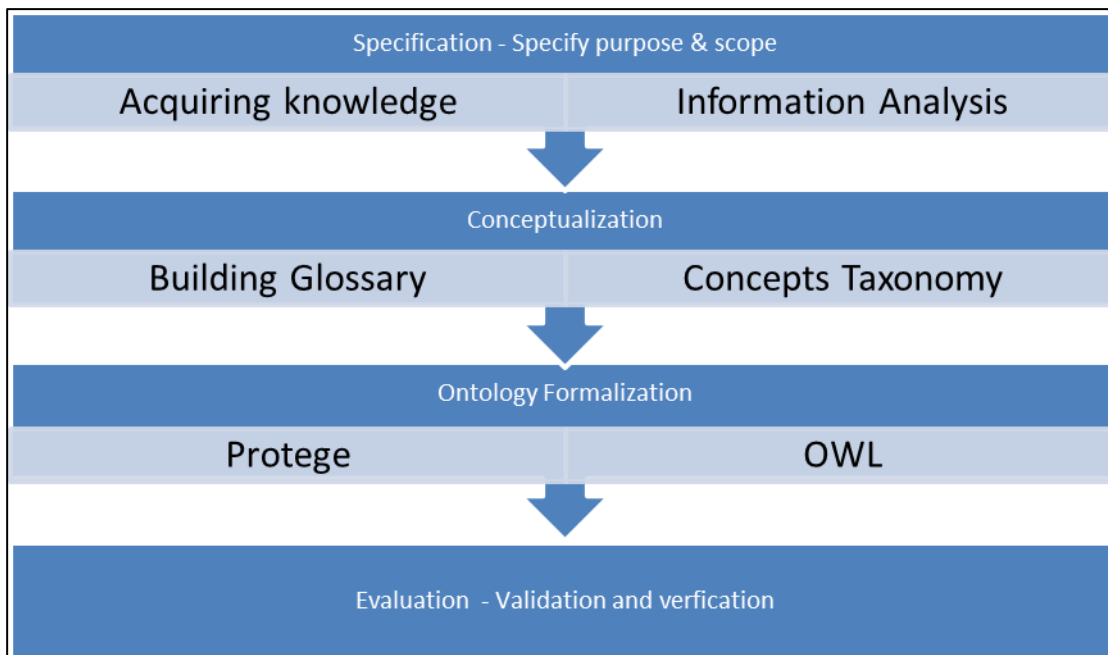 Specification - Specify purpose & scope
Acquiring knowledge
Information Analysis
Conceptualization
Building Glossary
Concepts Taxonomy
Ontology Formalization
Protege
OWL
Evaluation - Validation and verfication